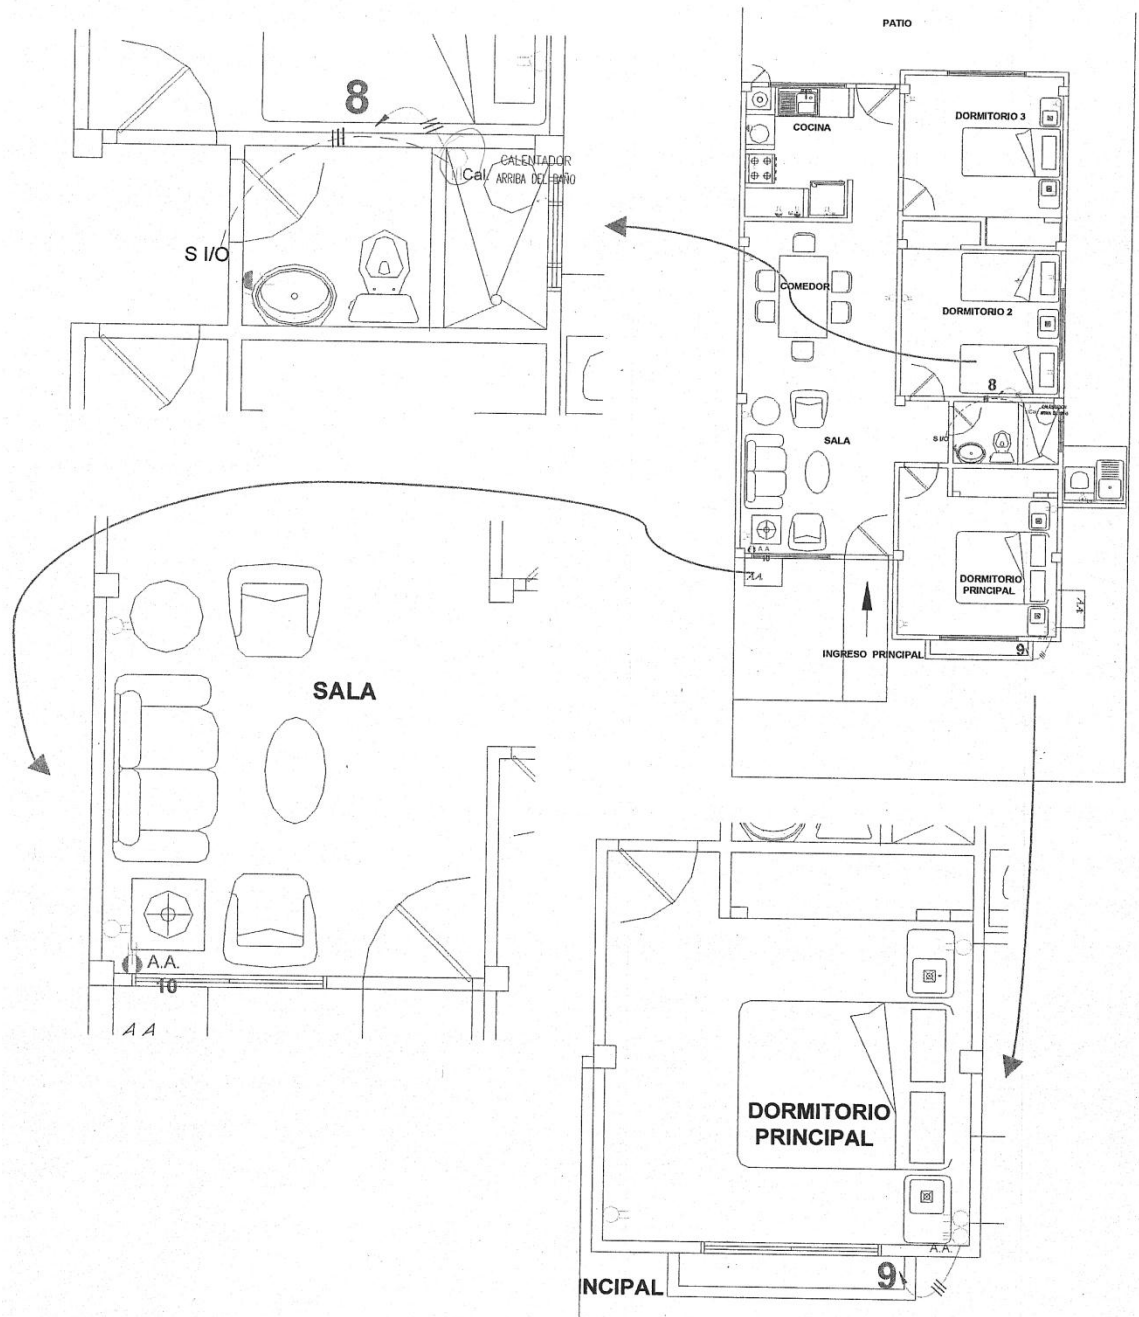 PATIO
8
CALENTADOR
Cal. ARRIBA DEL BAÑO
S I/O
DORMITORIO 3
COCINA
COMEDOR
DORMITORIO 2
8
S I/O
SALA
A.A.
10
A.A.
DORMITORIO
PRINCIPAL
A.A.
INGRESO PRINCIPAL
9
SALA
A.A.
10
A A
DORMITORIO
PRINCIPAL
A.A.
9
INCIPAL